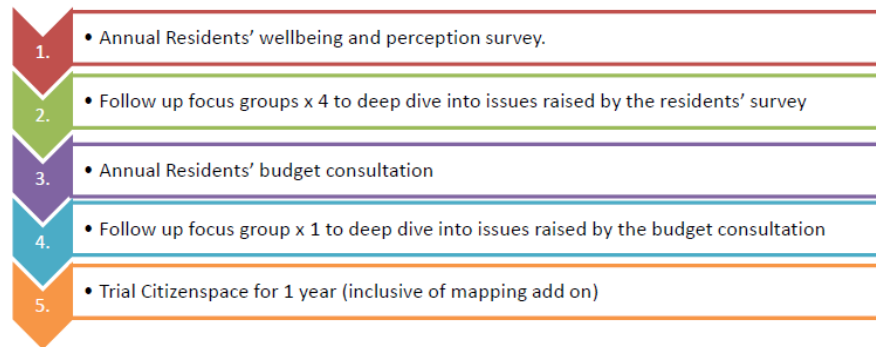 1.
• Annual Residents' wellbeing and perception survey.
2.
• Follow up focus groups x 4 to deep dive into issues raised by the residents' survey
3.
• Annual Residents' budget consultation
4.
• Follow up focus group x 1 to deep dive into issues raised by the budget consultation
5.
• Trial Citizenspace for 1 year (inclusive of mapping add on)